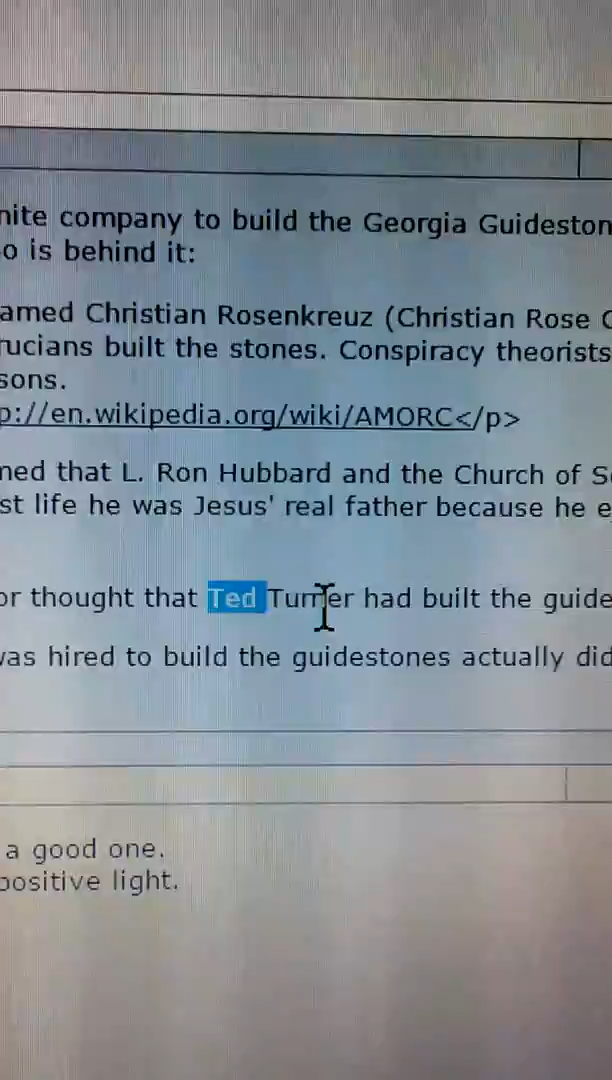 nite company to build the Georgia Guideston
o is behind it:
amed Christian Rosenkreuz (Christian Rose C
rucians built the stones. Conspiracy theorists
sons.
p://en.wikipedia.org/wiki/AMORC</p>
med that L. Ron Hubbard and the Church of Sc
st life he was Jesus' real father because he e
or thought that Ted Turner had built the guide
was hired to build the guidestones actually did
a good one.
positive light.